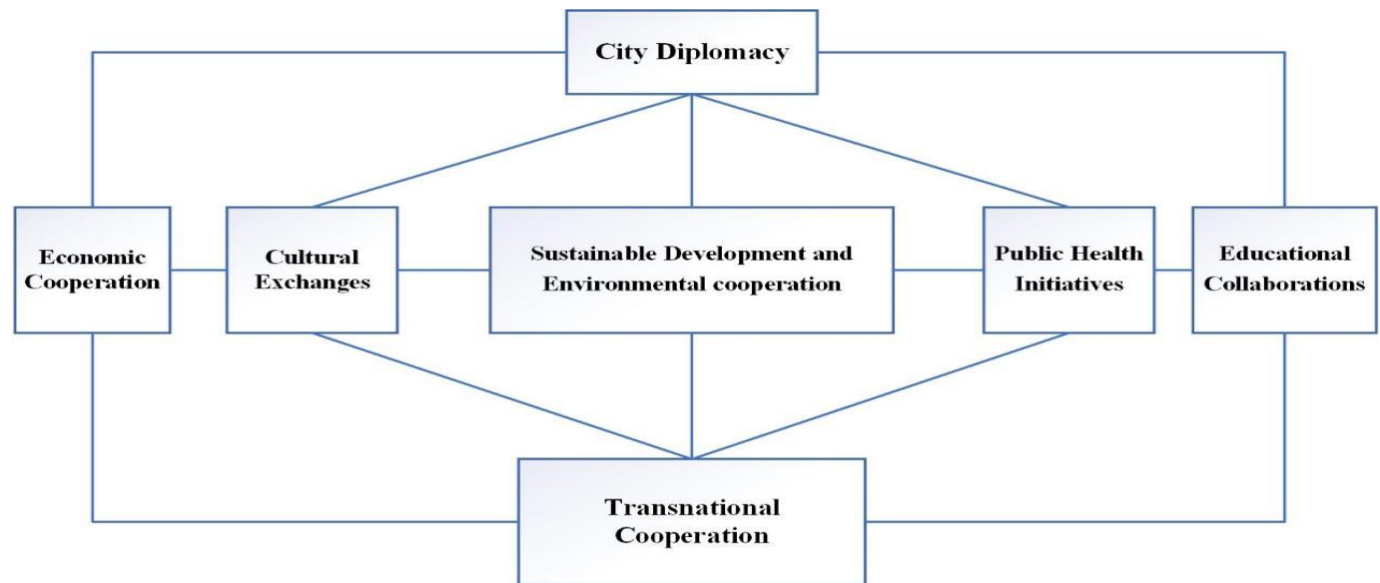 City Diplomacy
Economic
Cooperation
Cultural
Exchanges
Sustainable Development and
Environmental cooperation
Public Health
Initiatives
Educational
Collaborations
Transnational
Cooperation